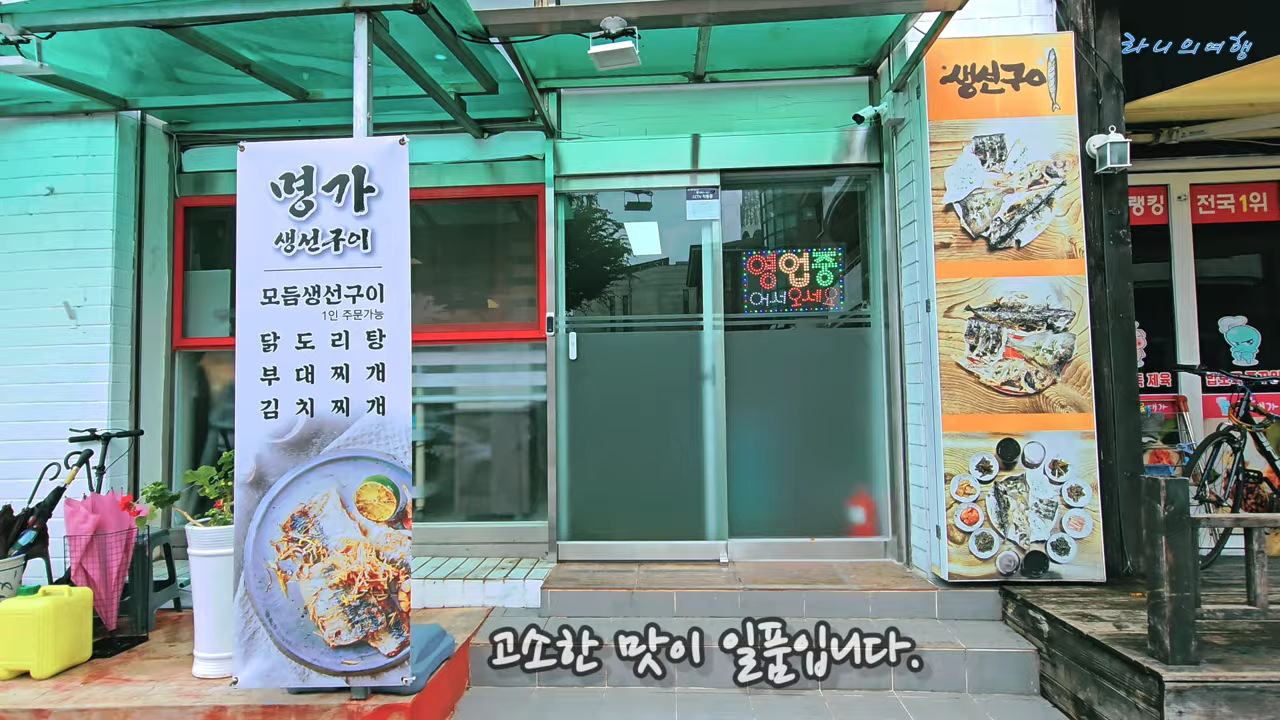 라니의여행
명가
생선구이
모듬생선구이
1인 주문가능
닭도리탕
부대찌개
김치찌개
영업중
어서오세요
생선구이
랭킹
전국1위
제육
고소한 맛이 일품입니다.